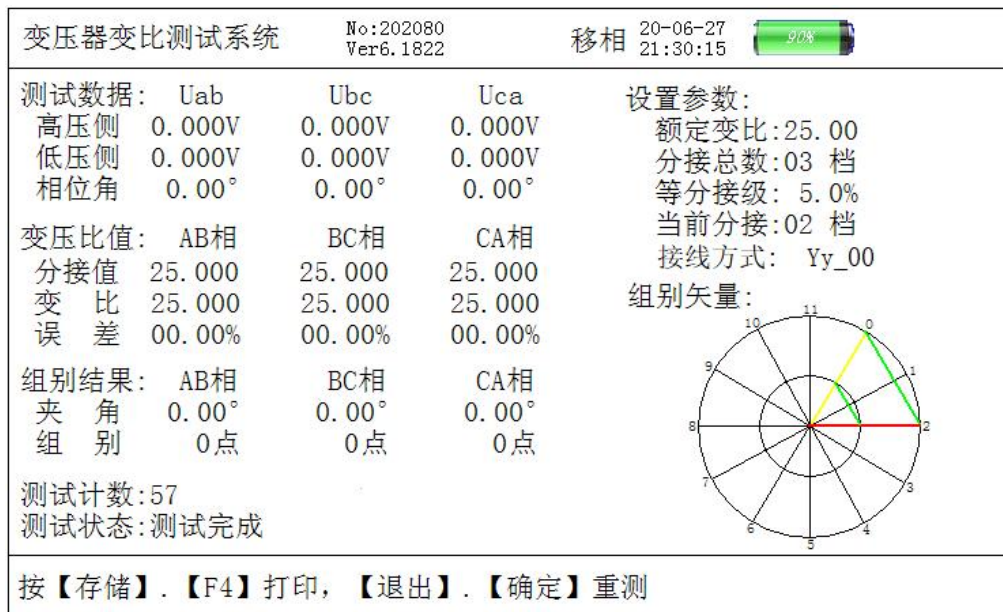 变压器变比测试系统 No:202080 移相 20-06-27 90%
Ver6.1822 21:30:15
测试数据: Uab Ubc Uca
高压侧 0.000V 0.000V 0.000V
低压侧 0.000V 0.000V 0.000V
相位角 0.00° 0.00° 0.00°
变压比值: AB相 BC相 CA相
分接值 25.000 25.000 25.000
变 比 25.000 25.000 25.000
误 差 00.00% 00.00% 00.00%
组别结果: AB相 BC相 CA相
夹 角 0.00° 0.00° 0.00°
组 别 0点 0点 0点
测试计数:57
测试状态:测试完成
设置参数:
额定变比:25.00
分接总数:03 档
等分接级: 5.0%
当前分接:02 档
接线方式: Yy_00
组别矢量:
11
10 0
9 1
8 2
7 3
6 4
5
按【存储】.【F4】打印，【退出】.【确定】重测